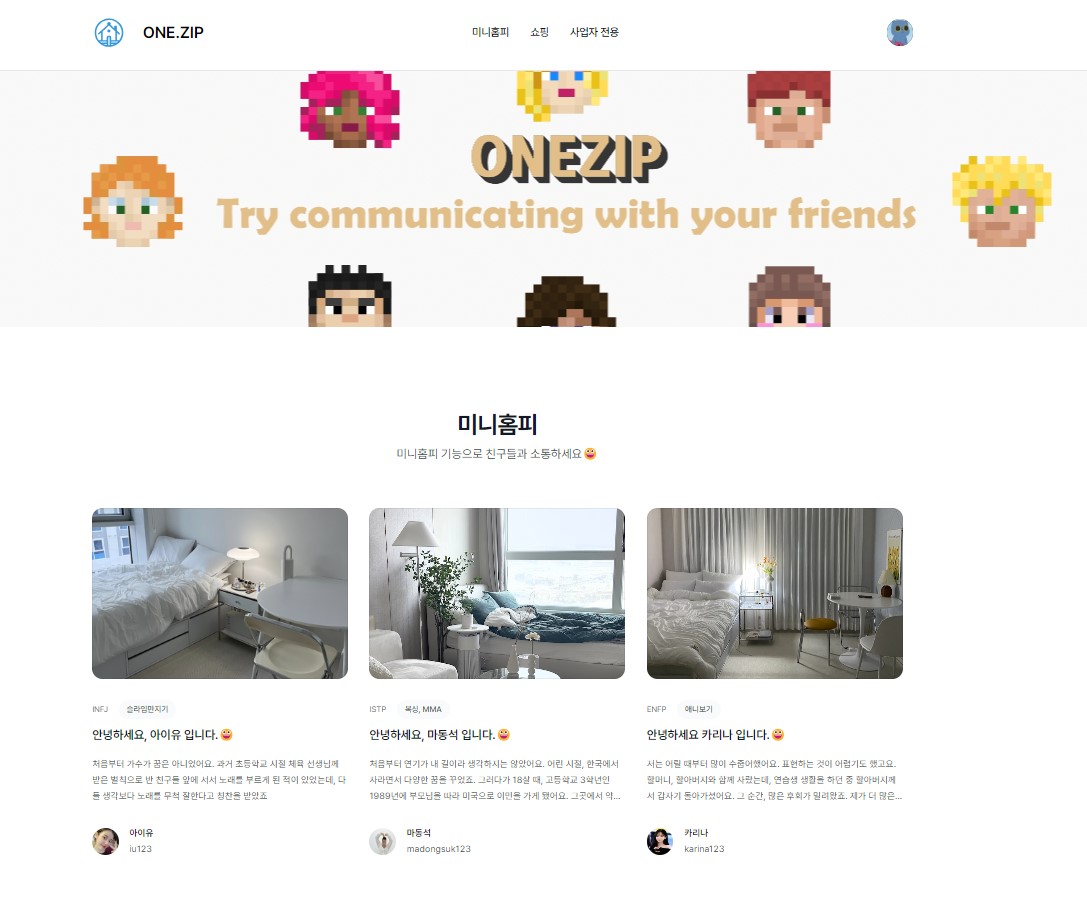 ONE.ZIP
미니홈피
쇼핑
사업자 전용
ONEZIP
Try communicating with your friends
미니홈피
미니홈피 기능으로 친구들과 소통하세요😀
INFJ
슬라임만지기
안녕하세요, 아이유 입니다.😀
처음부터 가수가 꿈은 아니었어요. 과거 초등학교 시절 체육 선생님께
받은 벌칙으로 반 친구들 앞에 서서 노래를 부르게 된 적이 있었는데, 다
들 생각보다 노래를 무척 잘한다고 칭찬을 받았죠
아이유
iu123
ISTP
복싱, MMA
안녕하세요, 마동석 입니다.😀
처음부터 연기가 내 길이라 생각하지는 않았어요. 어린 시절, 한국에서
사라면서 다양한 꿈을 꾸었죠. 그러다가 18살 때, 고등학교 3학년인
1989년에 부모님을 따라 미국으로 이민을 가게 됐어요. 그곳에서 약...
마동석
madongsuk123
ENFP
애니보기
안녕하세요 카리나 입니다.😀
저는 어릴 때부터 많이 수줍어했어요. 표현하는 것이 어렵기도 했고요.
할머니, 할아버지와 함께 자랐는데, 연습생 생활을 하던 중 할아버지께
서 갑자기 돌아가셨어요. 그 순간, 많은 후회가 밀려왔죠. 제가 더 많은...
카리나
karina123